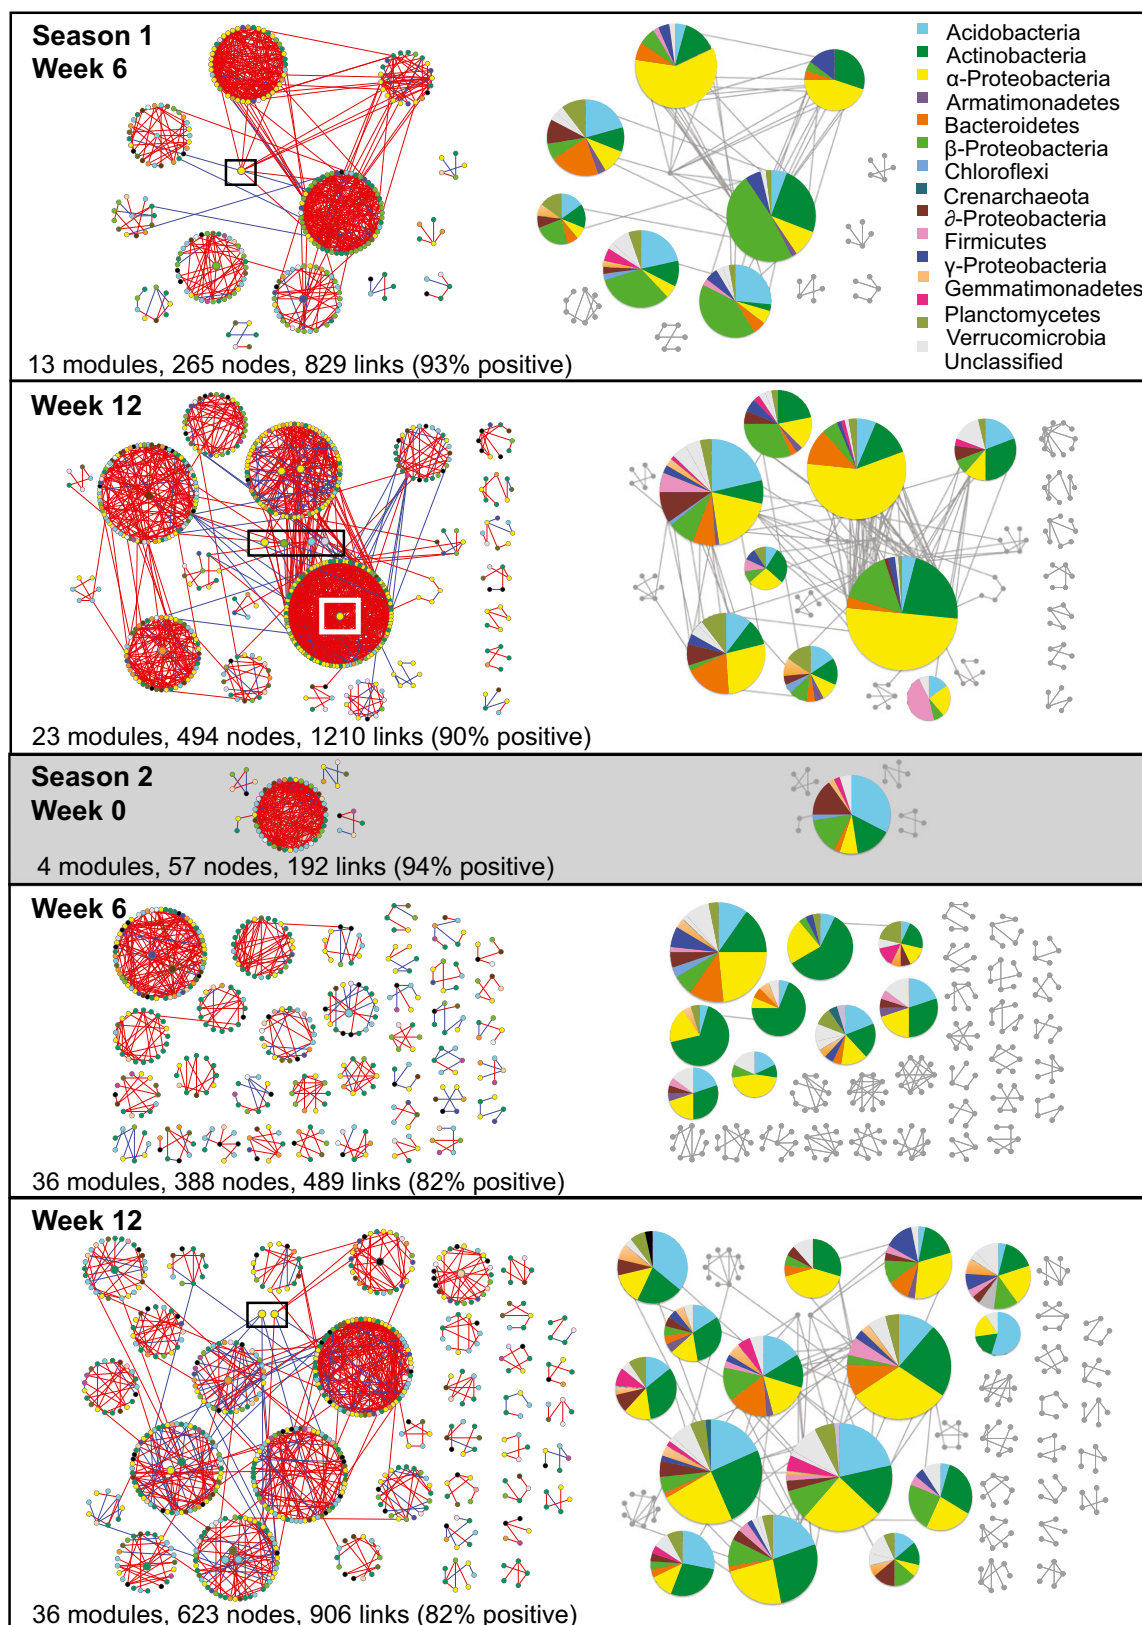 Season 1
Week 6
Acidobacteria
Actinobacteria
α-Proteobacteria
Armatimonadetes
Bacteroidetes
β-Proteobacteria
Chloroflexi
Crenarchaeota
∂-Proteobacteria
Firmicutes
γ-Proteobacteria
Gemmatimonadetes
Planctomycetes
Verrucomicrobia
Unclassified
13 modules, 265 nodes, 829 links (93% positive)
Week 12
23 modules, 494 nodes, 1210 links (90% positive)
Season 2
Week 0
4 modules, 57 nodes, 192 links (94% positive)
Week 6
36 modules, 388 nodes, 489 links (82% positive)
Week 12
36 modules, 623 nodes, 906 links (82% positive)